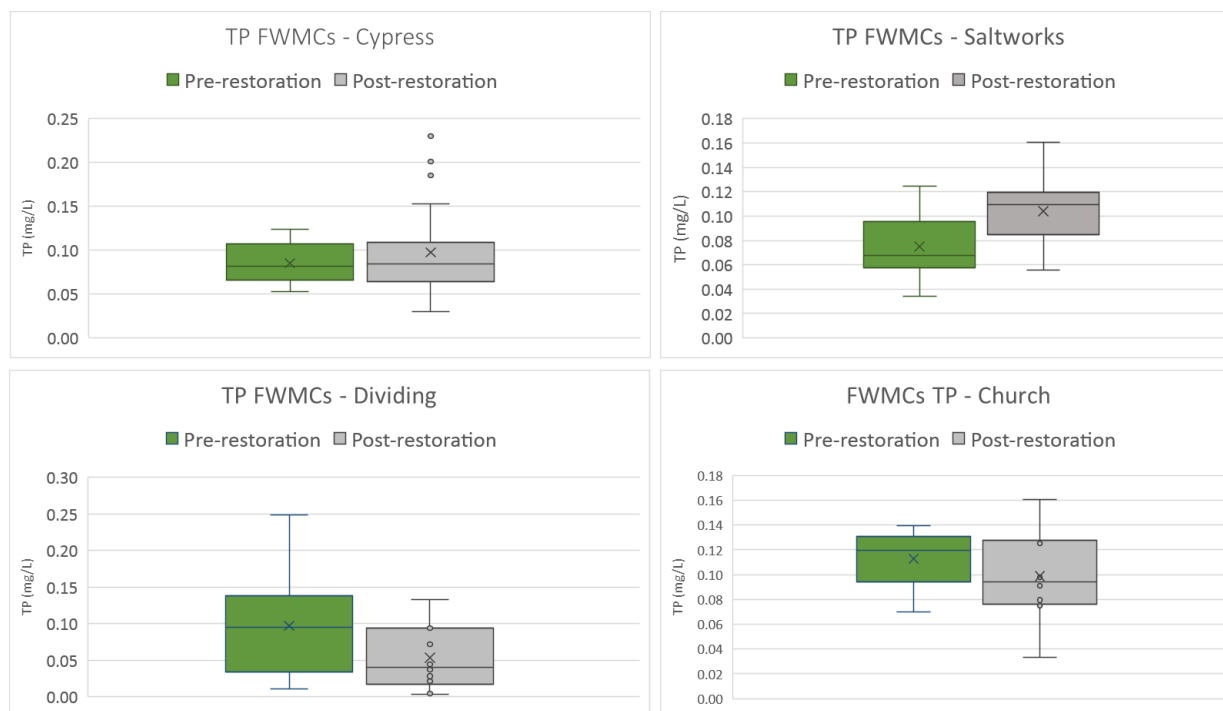 TP FWMCs - Cypress
Pre-restoration Post-restoration
0.25
0.20
0.15
0.10
0.05
0.00
TP (mg/L)
TP FWMCs - Saltworks
Pre-restoration Post-restoration
0.18
0.16
0.14
0.12
0.10
0.08
0.06
0.04
0.02
0.00
TP (mg/L)
TP FWMCs - Dividing
Pre-restoration Post-restoration
0.30
0.25
0.20
0.15
0.10
0.05
0.00
TP (mg/L)
FWMCs TP - Church
Pre-restoration Post-restoration
0.18
0.16
0.14
0.12
0.10
0.08
0.06
0.04
0.02
0.00
TP (mg/L)